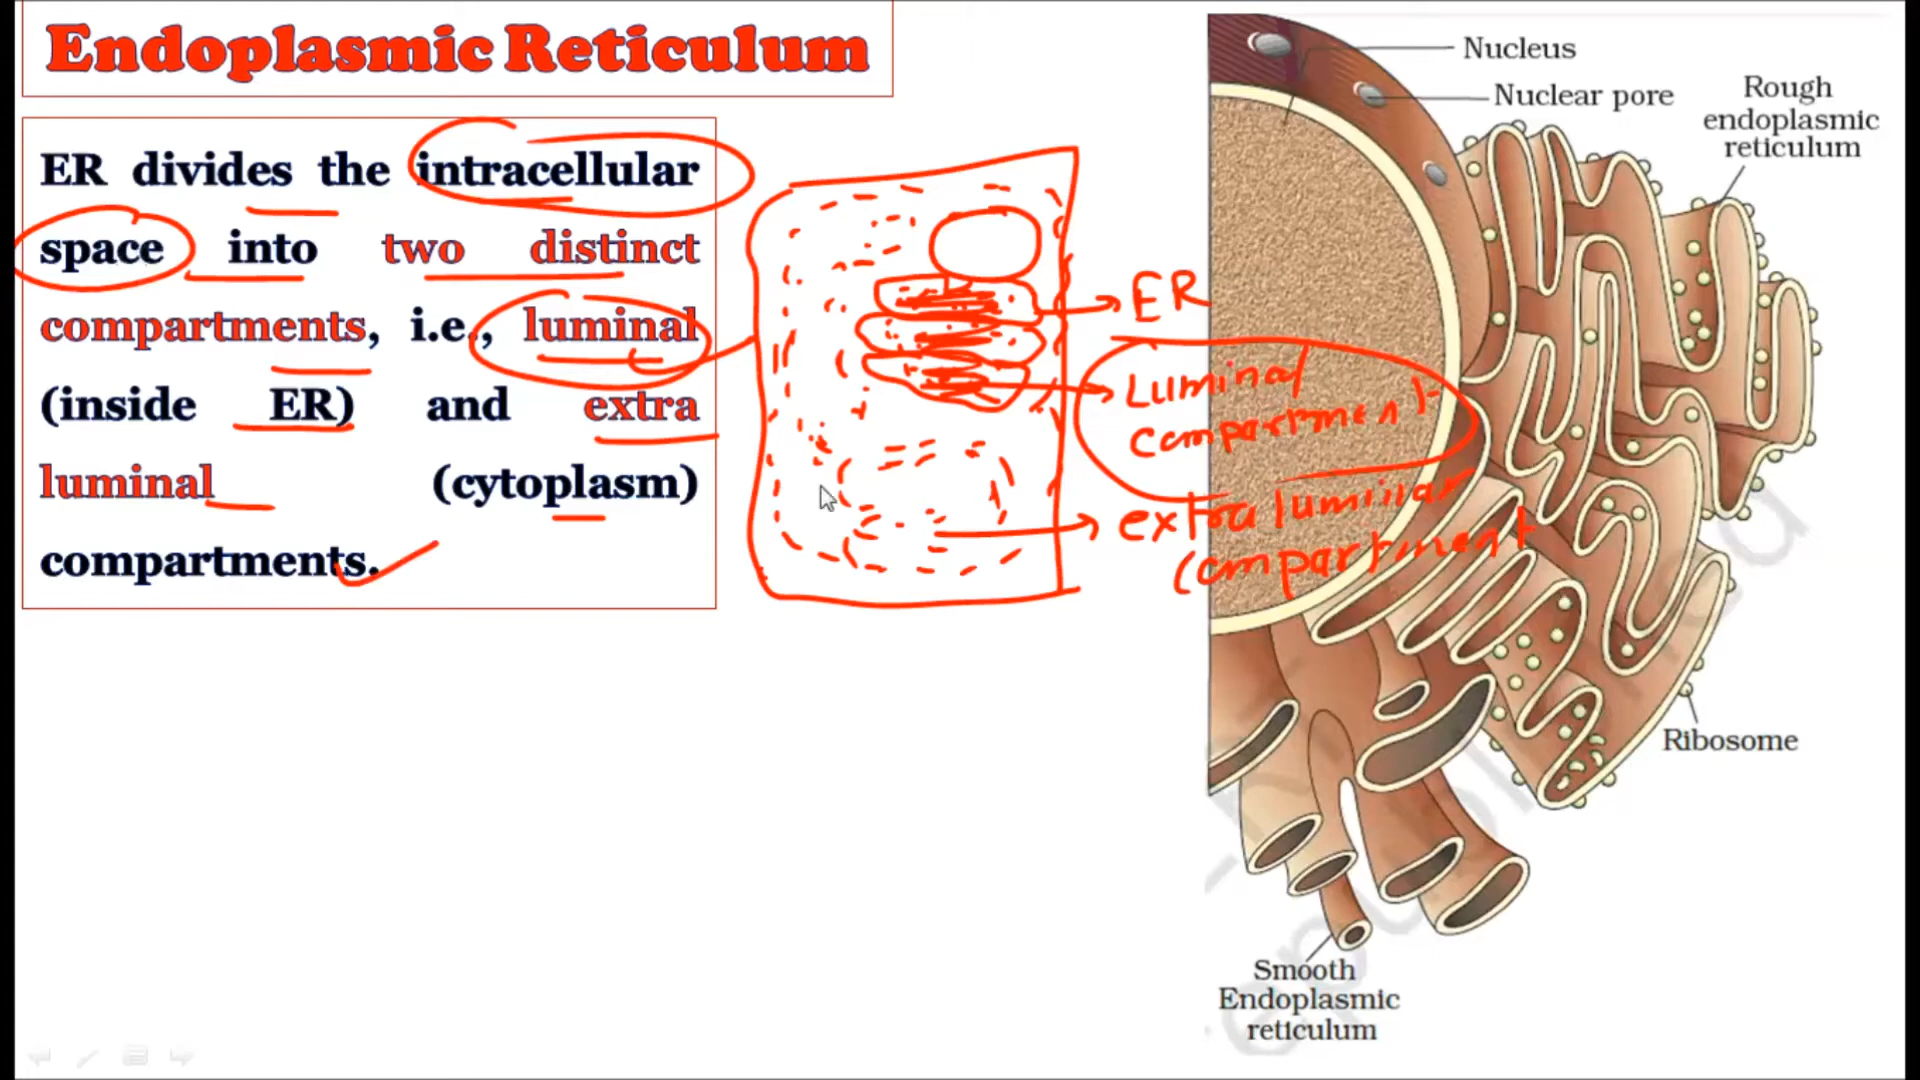 Endoplasmic Reticulum
ER divides the intracellular
space into two distinct
compartments, i.e., luminal
(inside ER) and extra
luminal (cytoplasm)
compartments.
ER
Luminal
compartment
extra luminar
compartment
Nucleus
Nuclear pore
Rough
endoplasmic
reticulum
Ribosome
Smooth
Endoplasmic
reticulum